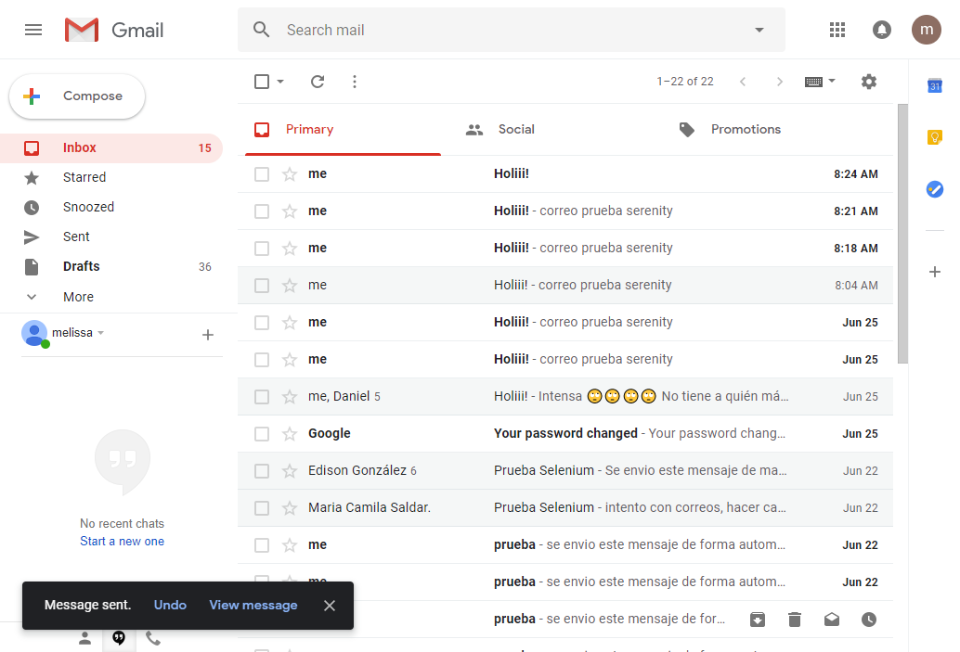 Gmail
Search mail
m
Compose
1–22 of 22
31
Primary
Social
Promotions
Inbox 15
Starred
Snoozed
Sent
Drafts 36
More
melissa
No recent chats
Start a new one
me Holiii! 8:24 AM
me Holiii! - correo prueba serenity 8:21 AM
me Holiii! - correo prueba serenity 8:18 AM
me Holiii! - correo prueba serenity 8:04 AM
me Holiii! - correo prueba serenity Jun 25
me Holiii! - correo prueba serenity Jun 25
me, Daniel 5 Holiii! - Intensa 🙄🙄🙄🙄 No tiene a quién má… Jun 25
Google Your password changed - Your password chang… Jun 25
Edison González 6 Prueba Selenium - Se envio este mensaje de ma… Jun 22
Maria Camila Saldar. Prueba Selenium - intento con correos, hacer ca… Jun 22
me prueba - se envio este mensaje de forma autom… Jun 22
me prueba - se envio este mensaje de forma autom… Jun 22
prueba - se envio este mensaje de for…
Message sent. Undo View message